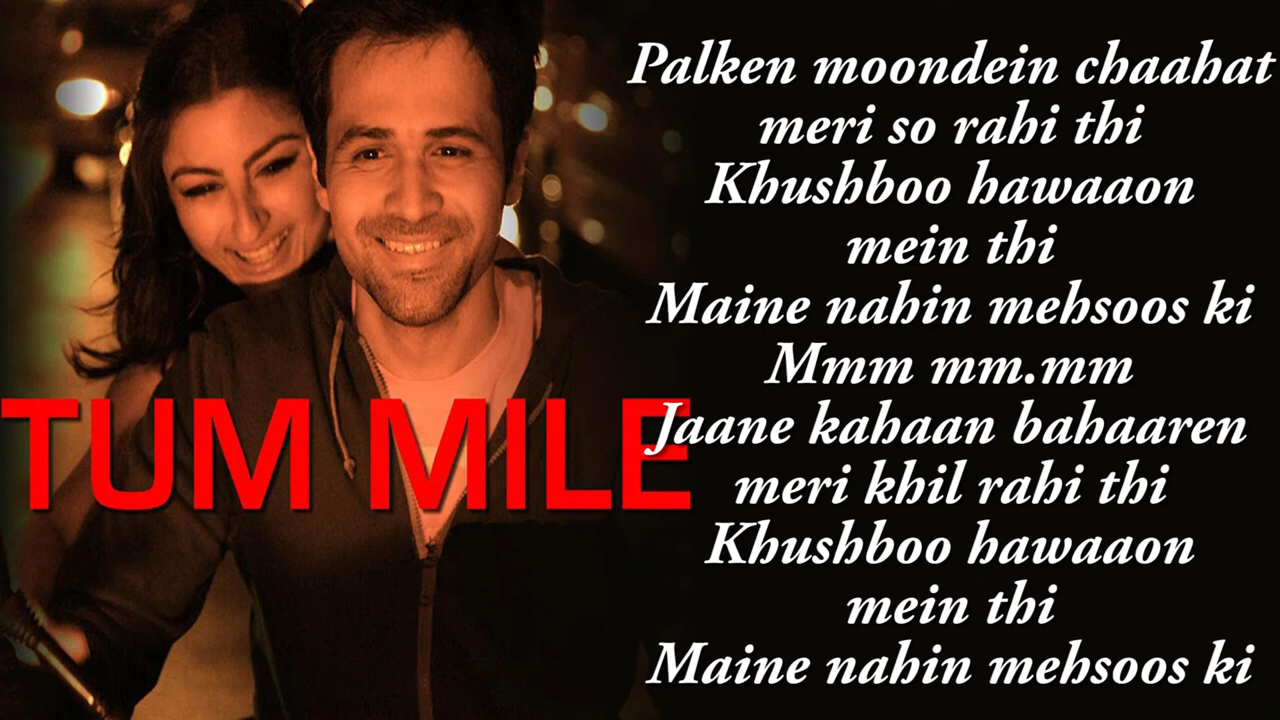 TUM MILE
Palken moondein chaahat
meri so rahi thi
Khushboo hawaaon
mein thi
Maine nahin mehsoos ki
Mmm mm.mm
Jaane kahaan bahaaren
meri khil rahi thi
Khushboo hawaaon
mein thi
Maine nahin mehsoos ki